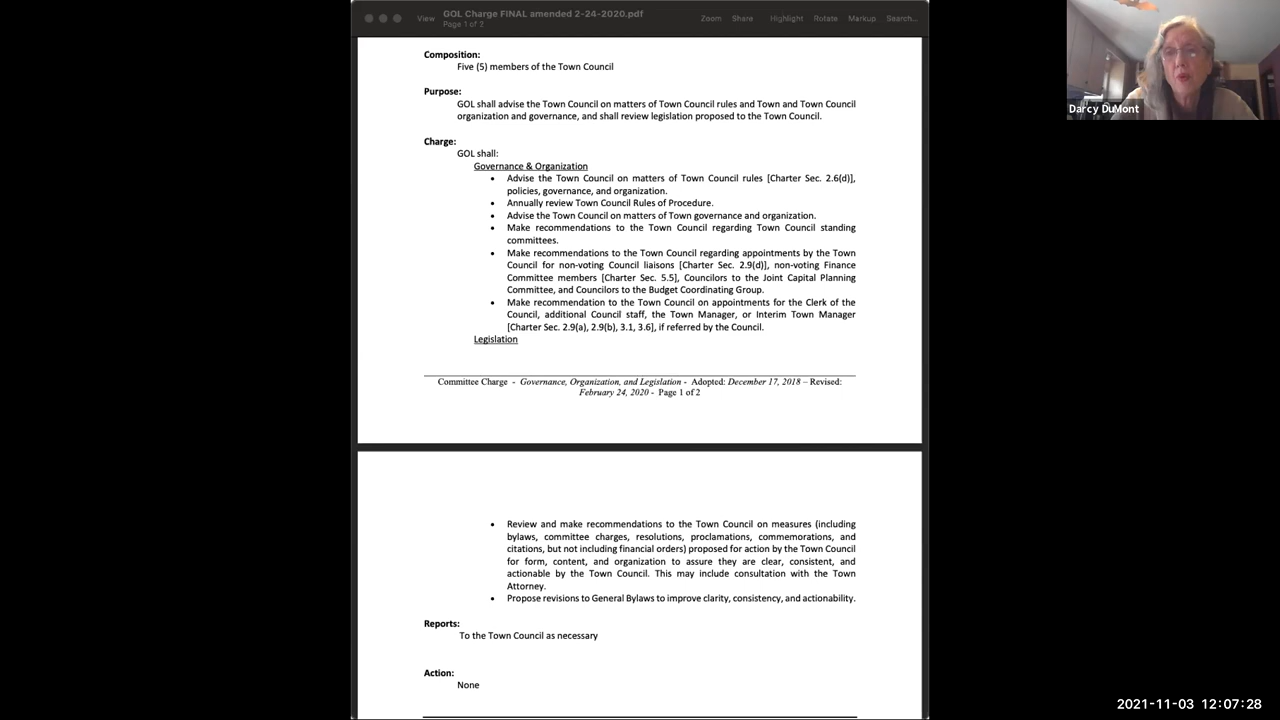 GOL Charge FINAL amended 2-24-2020.pdf
Page 1 of 2
View
Zoom Share Highlight Rotate Markup Search...
Darcy DuMont
Composition:
Five (5) members of the Town Council
Purpose:
GOL shall advise the Town Council on matters of Town Council rules and Town and Town Council
organization and governance, and shall review legislation proposed to the Town Council.
Charge:
GOL shall:
Governance & Organization
• Advise the Town Council on matters of Town Council rules [Charter Sec. 2.6(d)],
policies, governance, and organization.
• Annually review Town Council Rules of Procedure.
• Advise the Town Council on matters of Town governance and organization.
• Make recommendations to the Town Council regarding Town Council standing
committees.
• Make recommendations to the Town Council regarding appointments by the Town
Council for non-voting Council liaisons [Charter Sec. 2.9(d)], non-voting Finance
Committee members [Charter Sec. 5.5], Councilors to the Joint Capital Planning
Committee, and Councilors to the Budget Coordinating Group.
• Make recommendation to the Town Council on appointments for the Clerk of the
Council, additional Council staff, the Town Manager, or Interim Town Manager
[Charter Sec. 2.9(a), 2.9(b), 3.1, 3.6], if referred by the Council.
Legislation
Committee Charge - Governance, Organization, and Legislation - Adopted: December 17, 2018 – Revised:
February 24, 2020 - Page 1 of 2
• Review and make recommendations to the Town Council on measures (including
bylaws, committee charges, resolutions, proclamations, commemorations, and
citations, but not including financial orders) proposed for action by the Town Council
for form, content, and organization to assure they are clear, consistent, and
actionable by the Town Council. This may include consultation with the Town
Attorney.
• Propose revisions to General Bylaws to improve clarity, consistency, and actionability.
Reports:
To the Town Council as necessary
Action:
None
2021-11-03 12:07:28